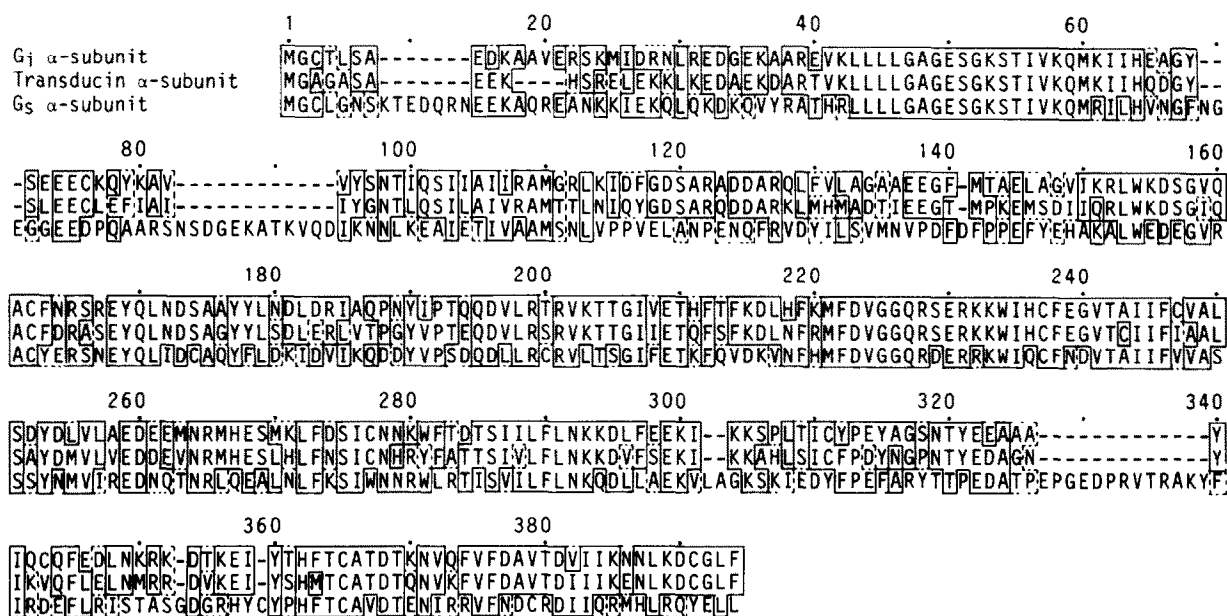 1 20 40 60
Gi α-subunit MGCTLSA-------EDKAAVERSKMIDRNLREDGEKAAREVKLLLLGAGESGKSTIVKQMKIIHEAGY--
Transducin α-subunit MGAGASA-------EEK----HSRELEKKLKEDAEKDARTVKLLLLGAGESGKSTIVKQMKIIHQDGY--
Gs α-subunit MGCLGNSKTEDQRNEEKAQREANKKIEKQLQKDKQVYRATHRLLLLGAGESGKSTIVKQMRILHVNGFNG
80 100 120 140 160
-SEEECKQYKAV------------VYSNTIQSIIAIIRAMGRLKIDFGDSARADDARQLFVLAGAAEEGF-MTAELAGVIKRLWKDSGVQ
-SLEECLEFIAI------------IYGNTLQSILAIVRAMTTLNIQYGDSARQDDARKLMHMADTIEEGT-MPKEMSDIIQRLWKDSGIQ
EGGEEDPQAARSNSDGEKATKVQDIKNNLKEAIETIVAAMSNLVPPVELANPENQFRVDYILSVMNVPDFDFPPEFYEHAKALWEDEGVR
180 200 220 240
ACFNRSREYQLNDSAAYYLNDLDRIAQPNYIPTQQDVLRTRVKTTGIVETHFTFKDLHFKMFDVGGQRSERKKWIHCFEGVTAIIFCVAL
ACFDRASEYQLNDSAGYYLSDLERLVTPGYVPTEQDVLRSRVKTTGIIETQFSFKDLNFRMFDVGGQRSERKKWIHCFEGVTCIIFIAAL
ACYERSNEYQLIDCAQYFLDKIDVIKQDDYVPSDQDLLRCRVLTSGIFETKFQVDKVNFHMFDVGGQRDERRKWIQCFNDVTAIIFVVAS
260 280 300 320 340
SDYDLVLAEDEEMNRMHESMKLFDSICNNKWFTDTSIILFLNKKDLFEEKI--KKSPLTICYPEYAGSNTYEEAAA-------------Y
SAYDMVLVEDDEVNRMHESLHLFNSICNHRYFATTSIVLFLNKKDVFSEKI--KKAHLSICFPDYNGPNTYEDAGN-------------Y
SSYNMVIREDNQTNRLQEALNLFKSIWNNRWLRTISVILFLNKQDLLAEKVLAGKSKIEDYFPEFARYTTPEDATPEPGEDPRVTRAKYF
360 380
IQCQFEDLNKRK-DTKEI-YTHFTCATDTKNVQFVFDAVTDVIIKNNLKDCGLF
IKVQFLELNMRR-DVKEI-YSHMTCATDTQNVKFVFDAVTDIIIKENLKDCGLF
IRDEFLRISTASGDGRHYCYPHFTCAVDTENIRRVFNDCRDIIQRMHLRQYELL